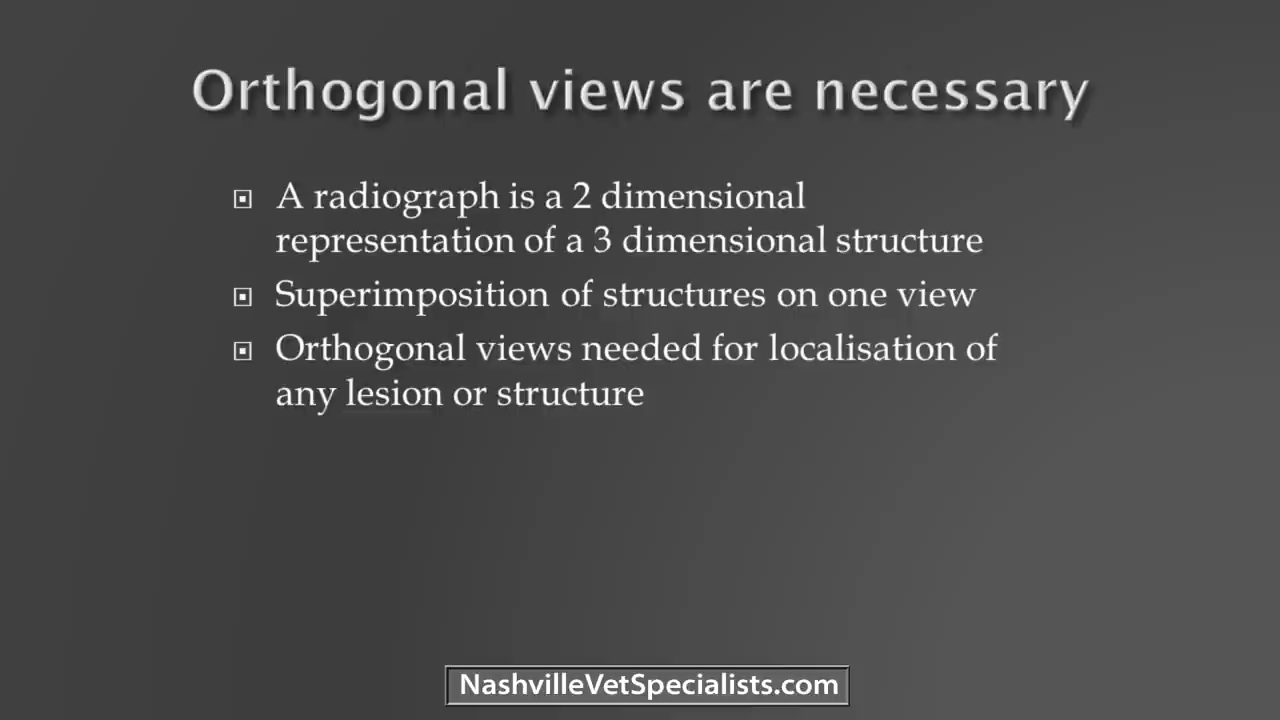 Orthogonal views are necessary
A radiograph is a 2 dimensional
representation of a 3 dimensional structure
Superimposition of structures on one view
Orthogonal views needed for localisation of
any lesion or structure
NashvilleVetSpecialists.com